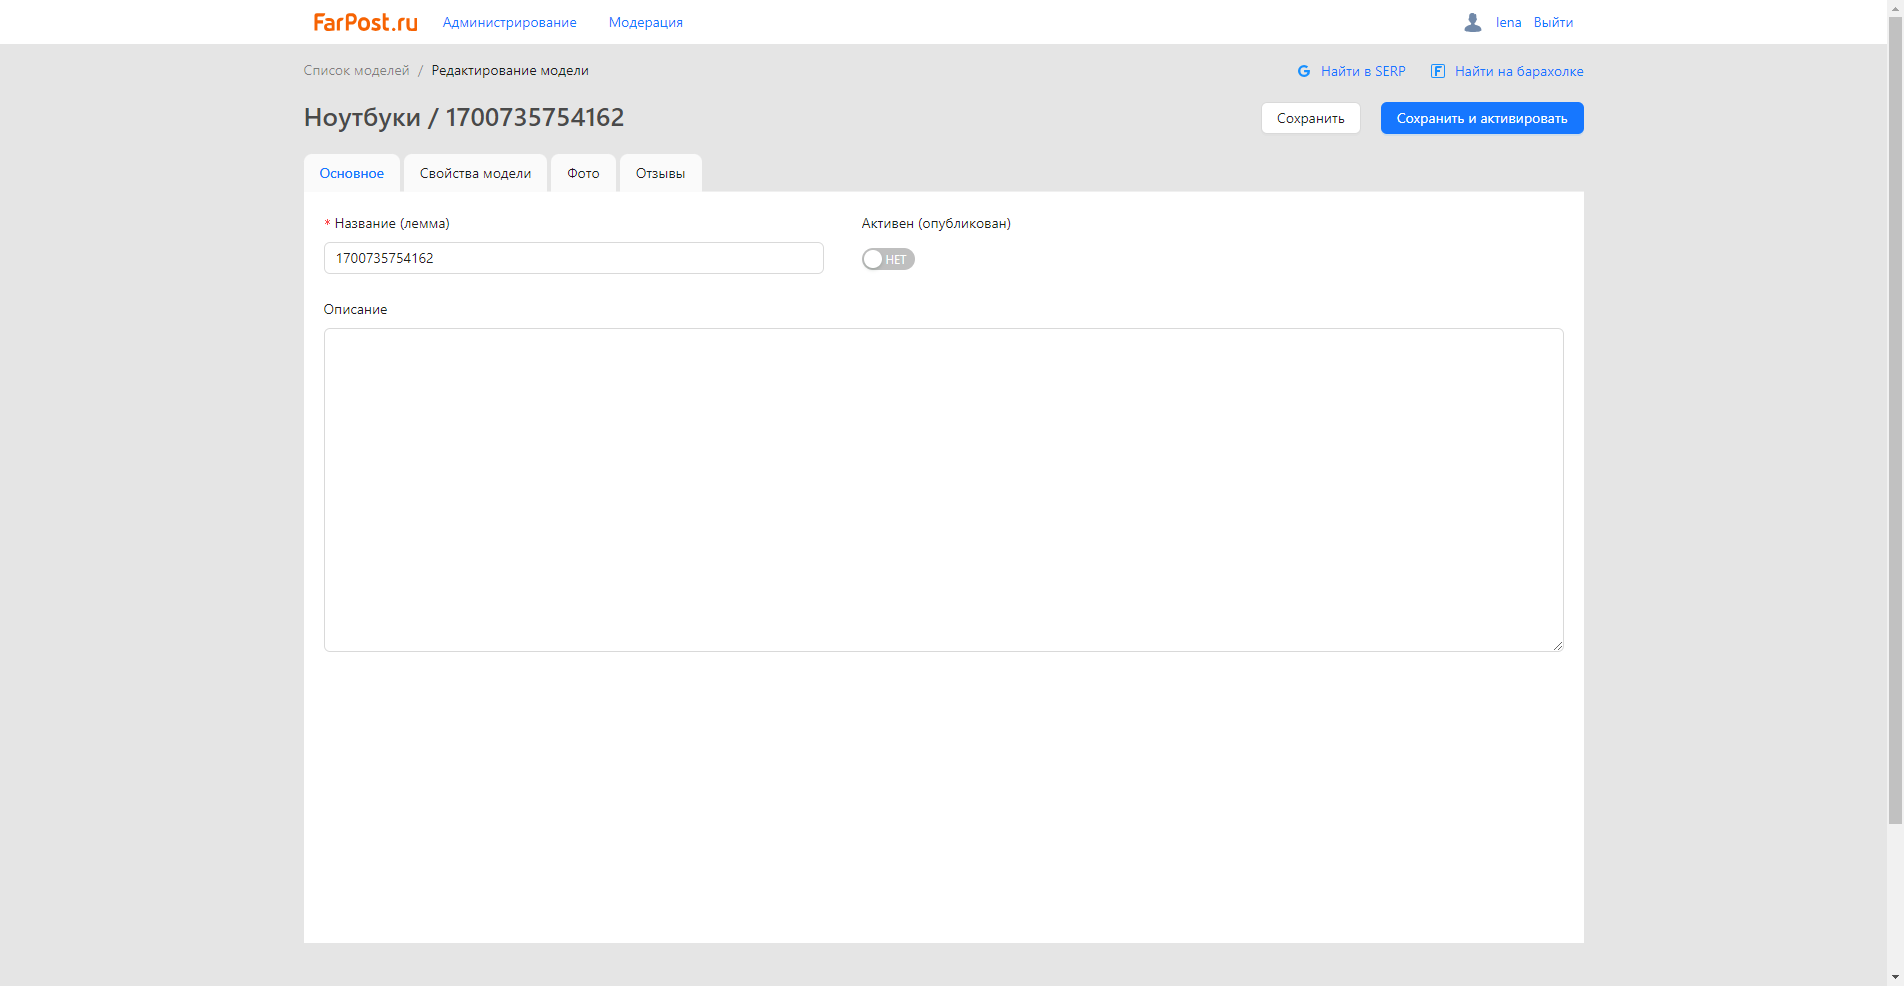 FarPost.ru Администрирование Модерация lena Выйти
Список моделей / Редактирование модели Найти в SERP Найти на барахолке
Ноутбуки / 1700735754162 Сохранить Сохранить и активировать
Основное Свойства модели Фото Отзывы
* Название (лемма) Активен (опубликован)
1700735754162 НЕТ
Описание